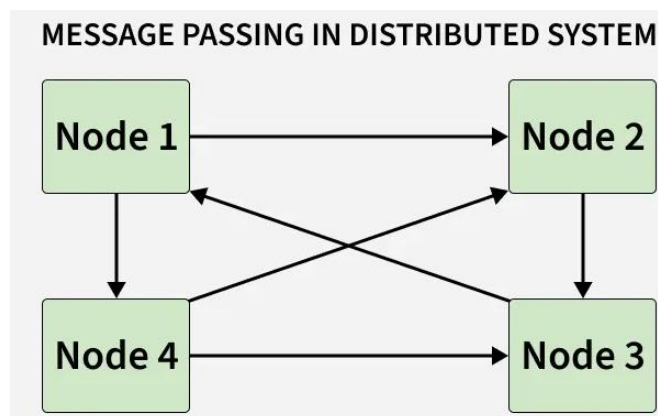 MESSAGE PASSING IN DISTRIBUTED SYSTEM
Node 1
Node 2
Node 4
Node 3